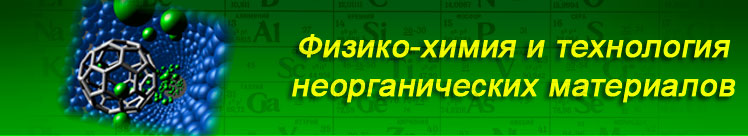 Физико-химия и технология
неорганических материалов